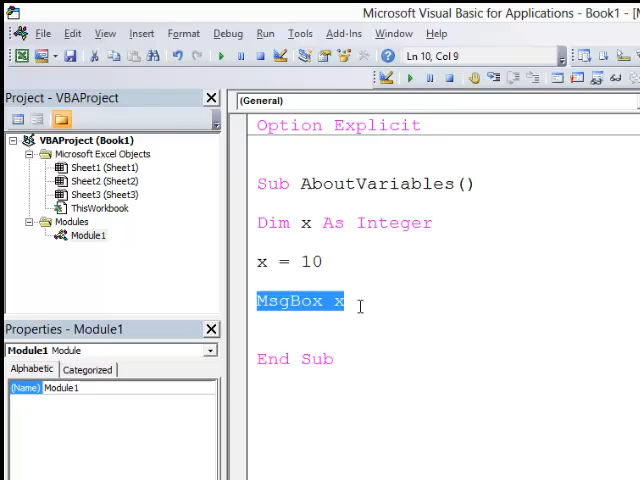 Microsoft Visual Basic for Applications - Book1 - [M
File Edit View Insert Format Debug Run Tools Add-Ins Window Help
Ln 10, Col 9
Project - VBAProject
(General)
VBAProject (Book1)
Microsoft Excel Objects
Sheet1 (Sheet1)
Sheet2 (Sheet2)
Sheet3 (Sheet3)
ThisWorkbook
Modules
Module1
Option Explicit
Sub AboutVariables()
Dim x As Integer
x = 10
MsgBox x
End Sub
Properties - Module1
Module1 Module
Alphabetic Categorized
(Name) Module1